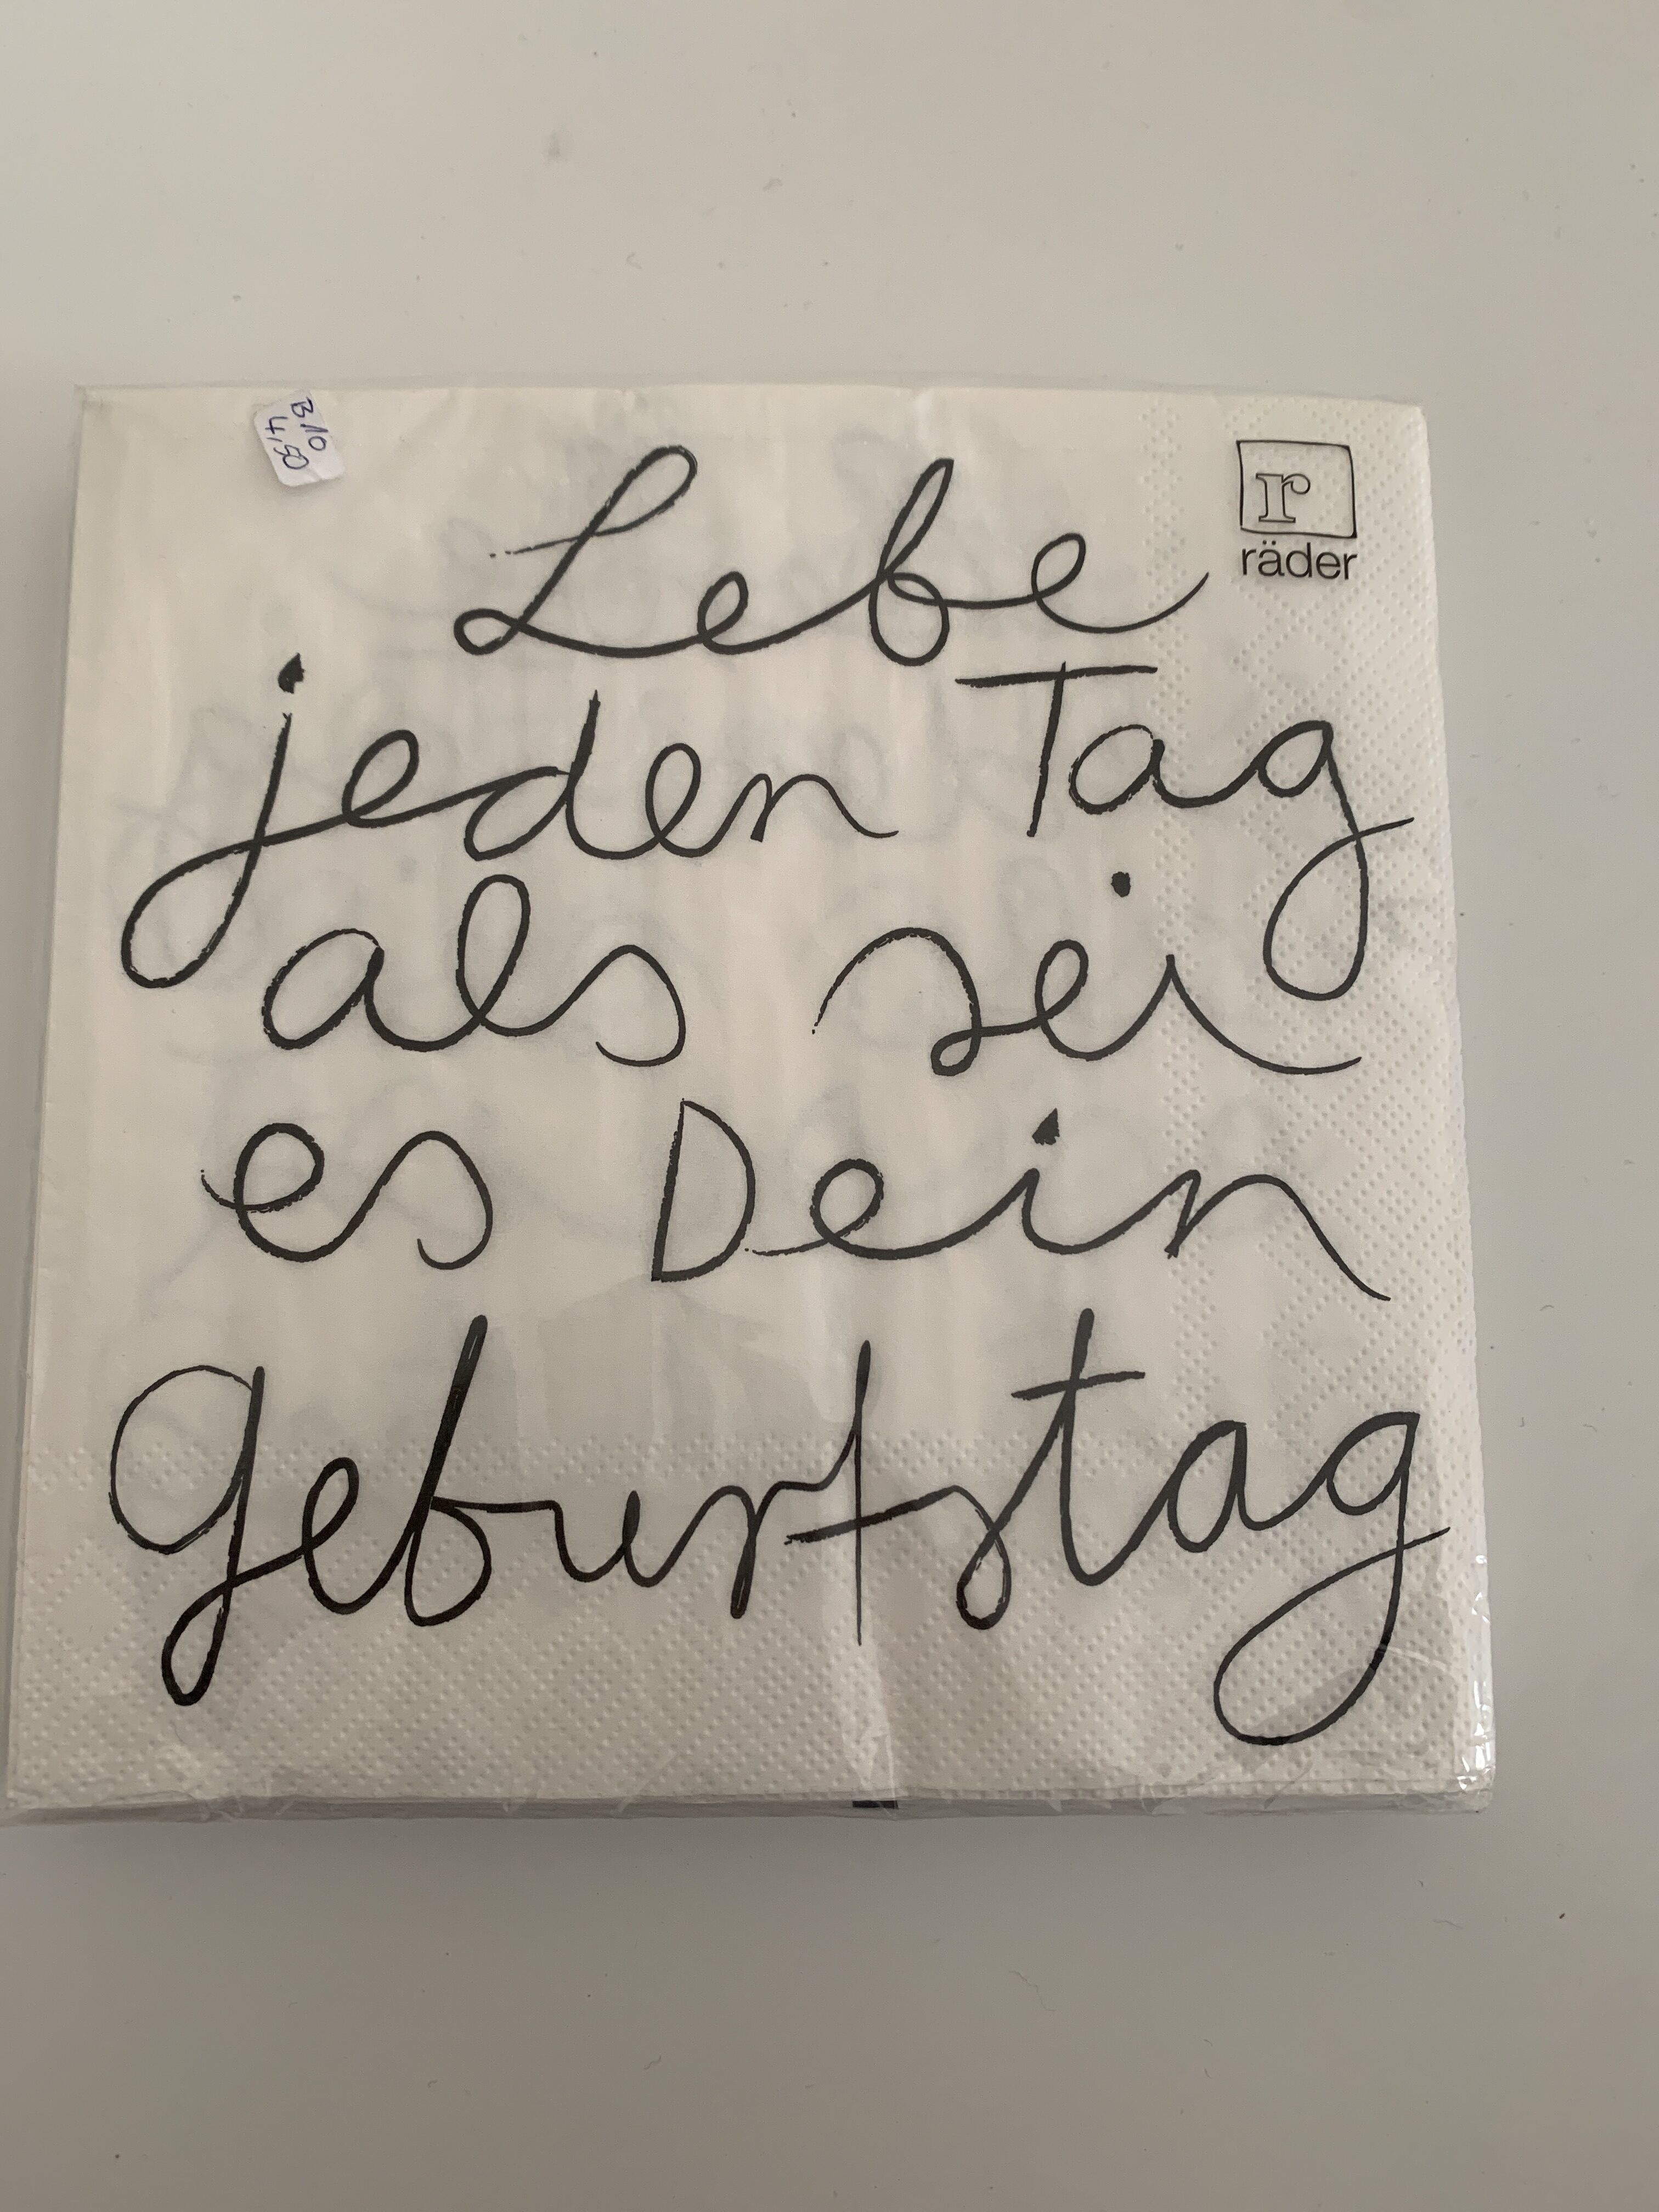 B/10
4,50
r
räder
Lebe
jeden Tag
als sei
es Dein
Geburtstag